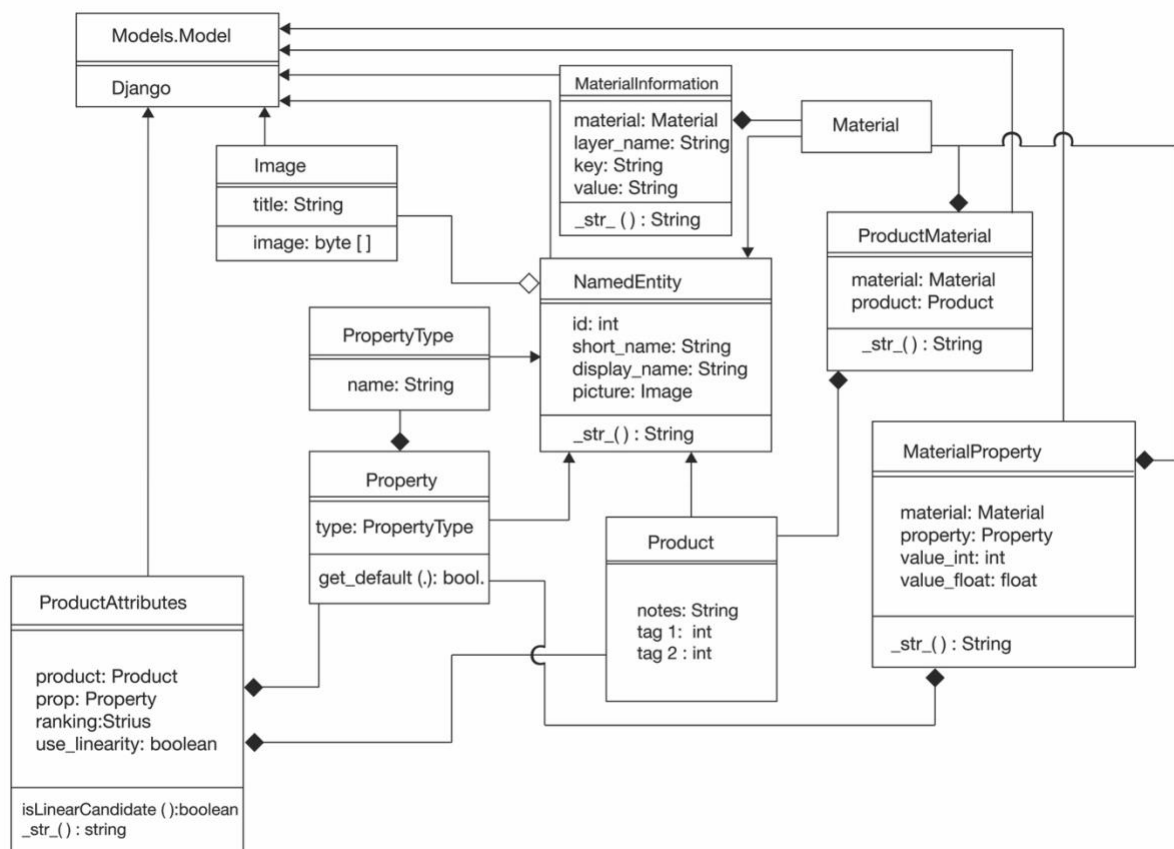 Models.Model
Django
Image
title: String
image: byte [ ]
MaterialInformation
material: Material
layer_name: String
key: String
value: String
_str_ ( ) : String
Material
ProductMaterial
material: Material
product: Product
_str_( ) : String
NamedEntity
id: int
short_name: String
display_name: String
picture: Image
_str_( ) : String
PropertyType
name: String
Property
type: PropertyType
get_default (.): bool.
Product
notes: String
tag 1: int
tag 2 : int
MaterialProperty
material: Material
property: Property
value_int: int
value_float: float
_str_( ) : String
ProductAttributes
product: Product
prop: Property
ranking:Strius
use_linearity: boolean
isLinearCandidate ( ):boolean
_str_( ) : string